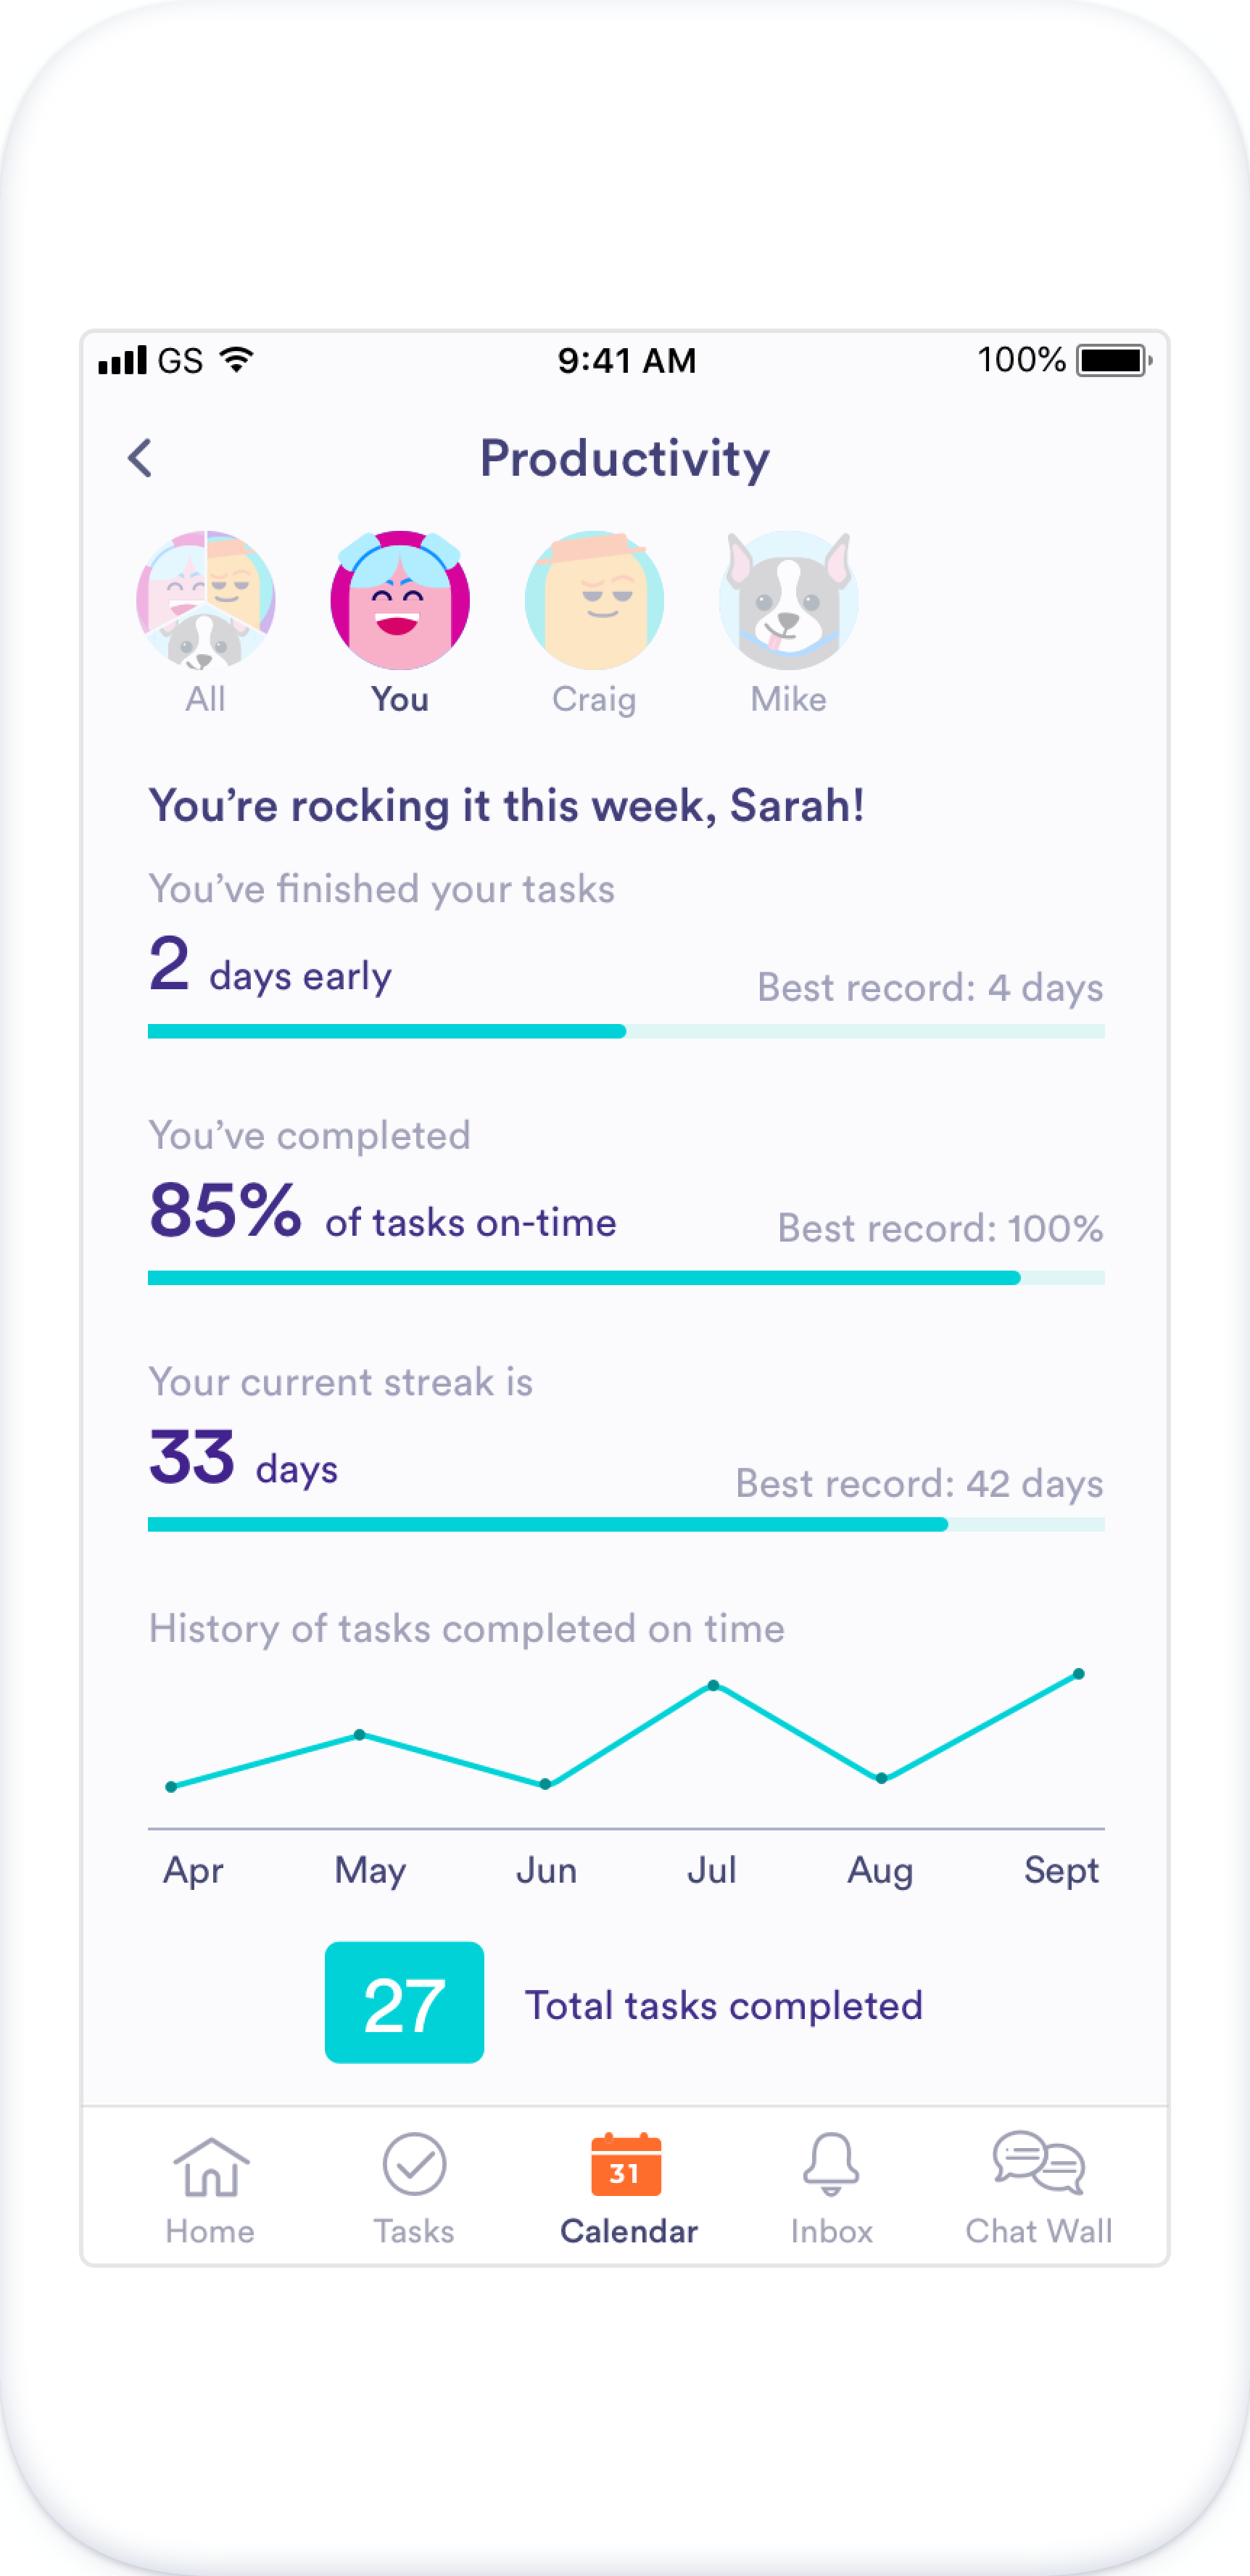 GS 9:41 AM 100%
Productivity
All You Craig Mike
You’re rocking it this week, Sarah!
You’ve finished your tasks
2 days early Best record: 4 days
You’ve completed
85% of tasks on-time Best record: 100%
Your current streak is
33 days Best record: 42 days
History of tasks completed on time
Apr May Jun Jul Aug Sept
27 Total tasks completed
31
Home Tasks Calendar Inbox Chat Wall